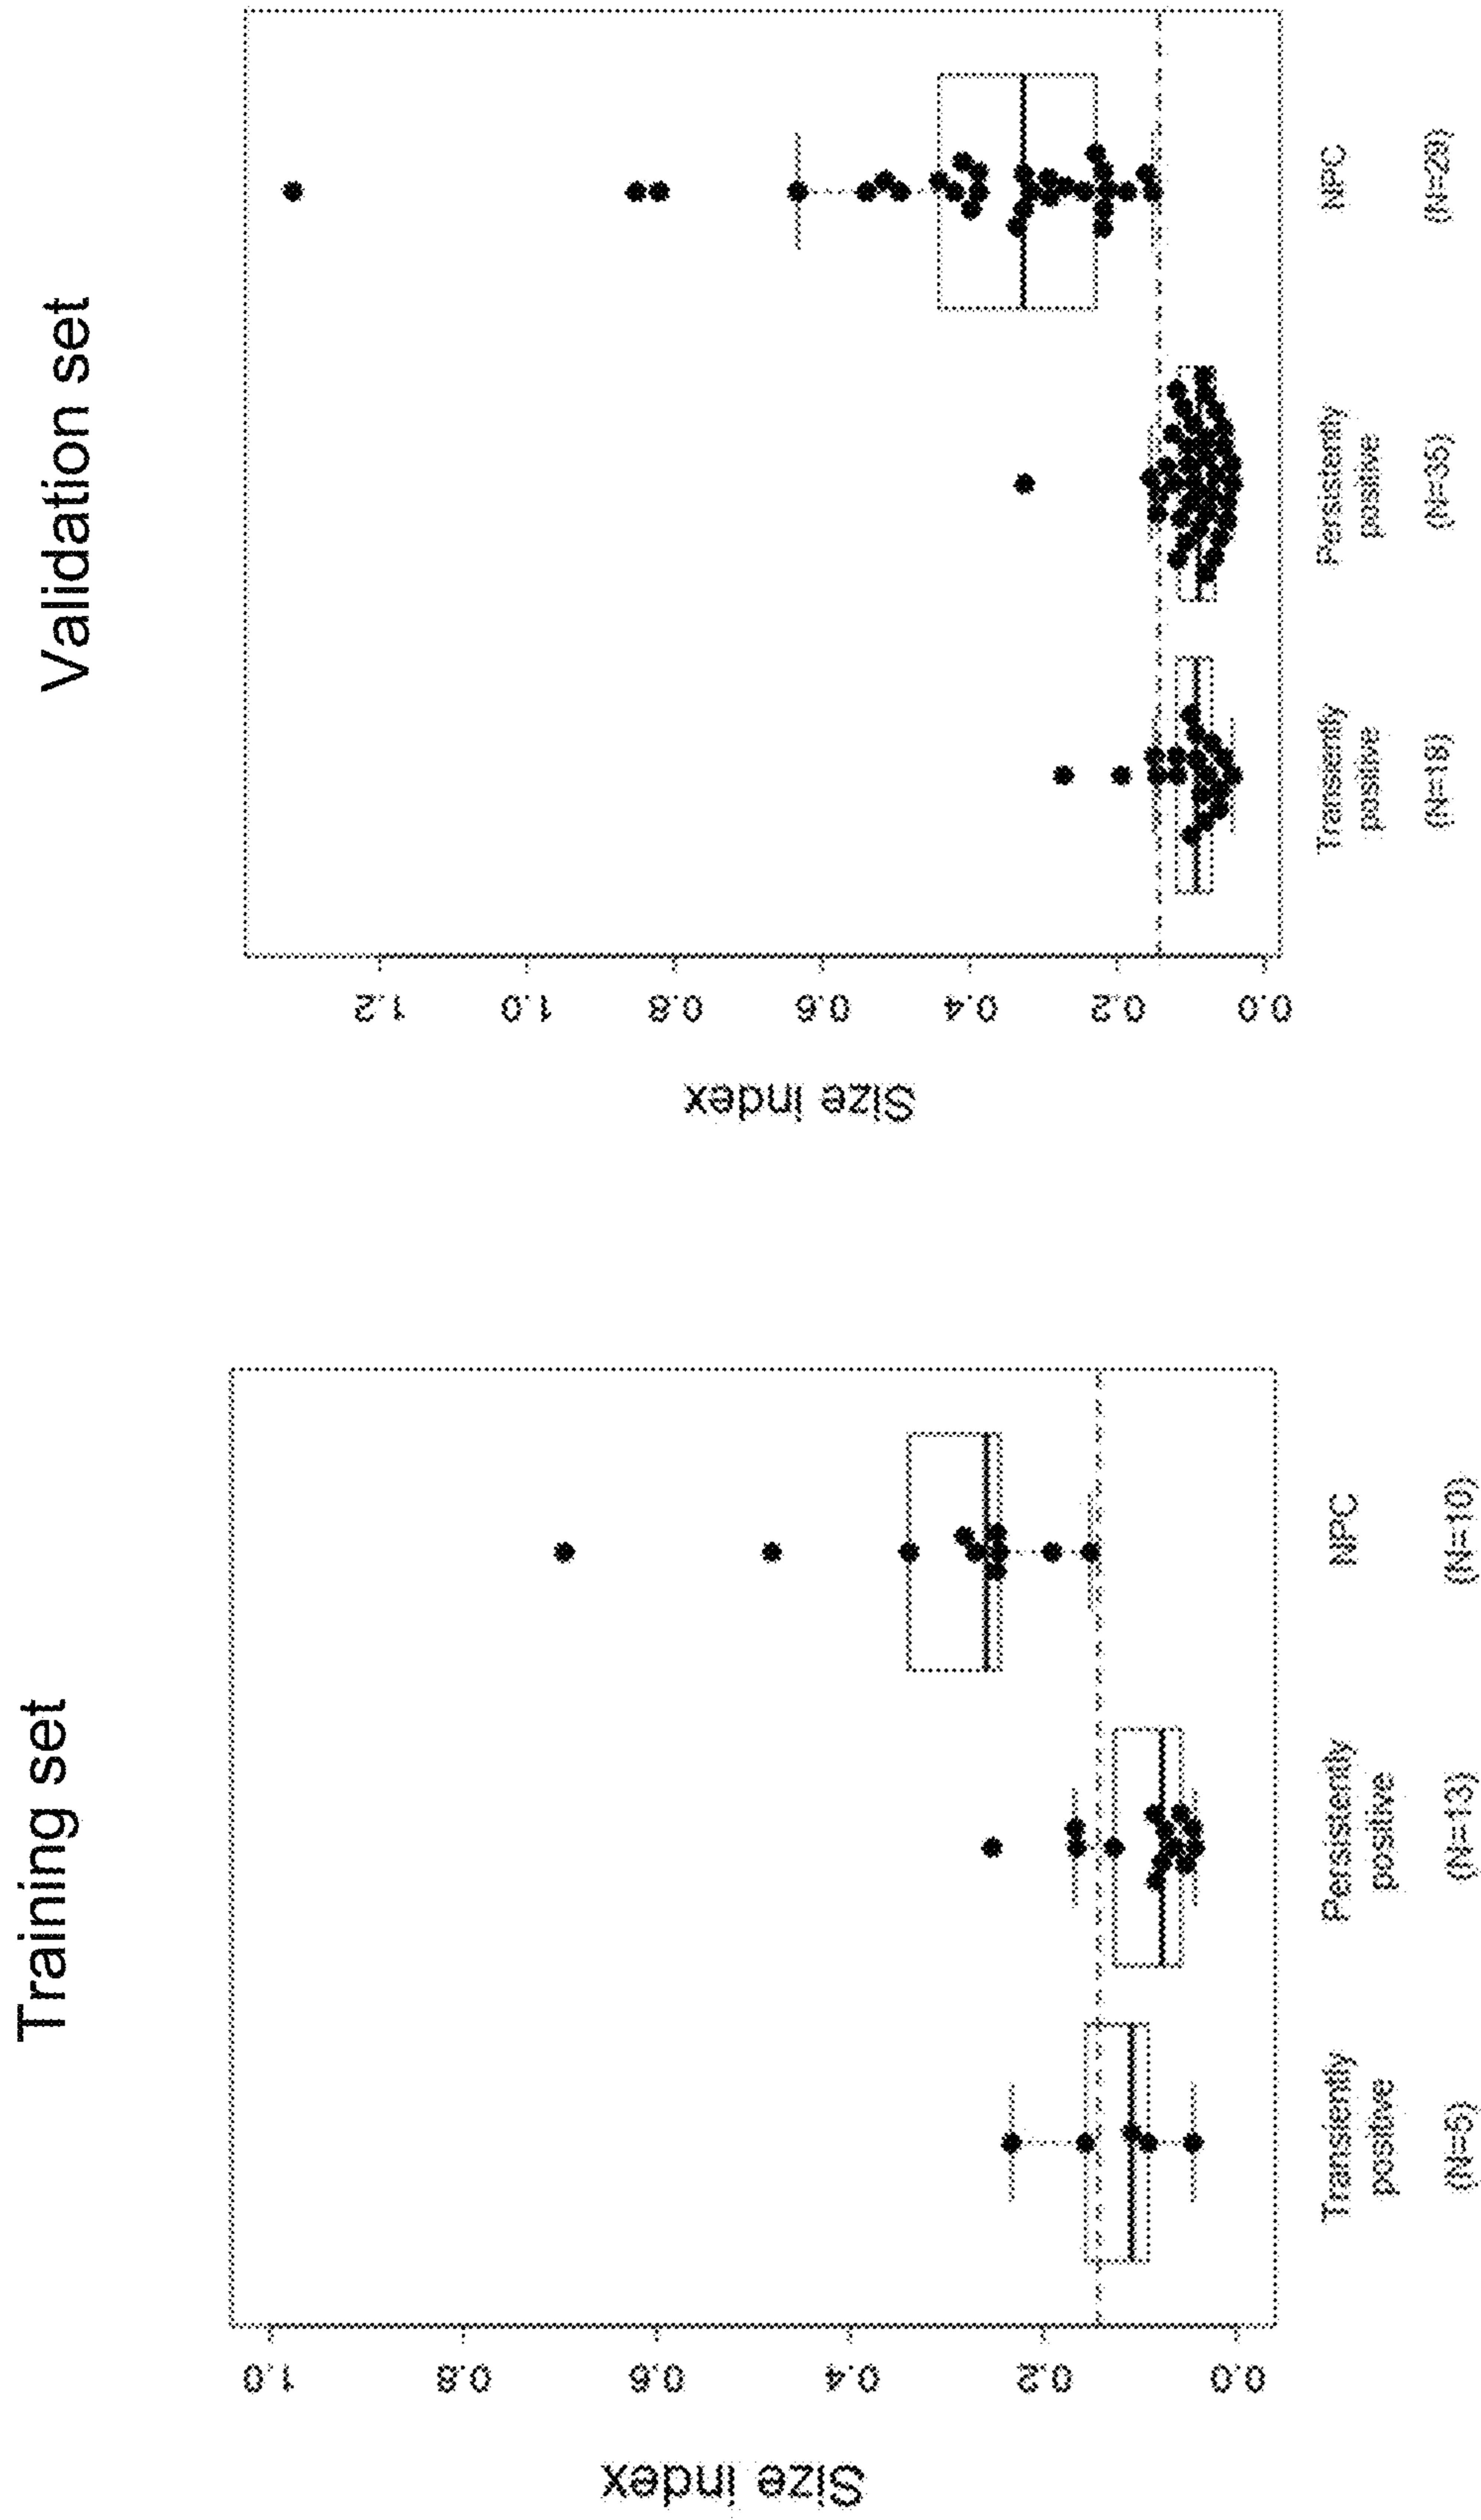 Training set
Size index
1.0
0.8
0.6
0.4
0.2
0.0
Transiently
positive
(N=5)
Persistently
positive
(N=13)
NPC
(N=10)
Validation set
Size index
1.2
1.0
0.8
0.6
0.4
0.2
0.0
Transiently
positive
Persistently
positive
(N=35)
NPC